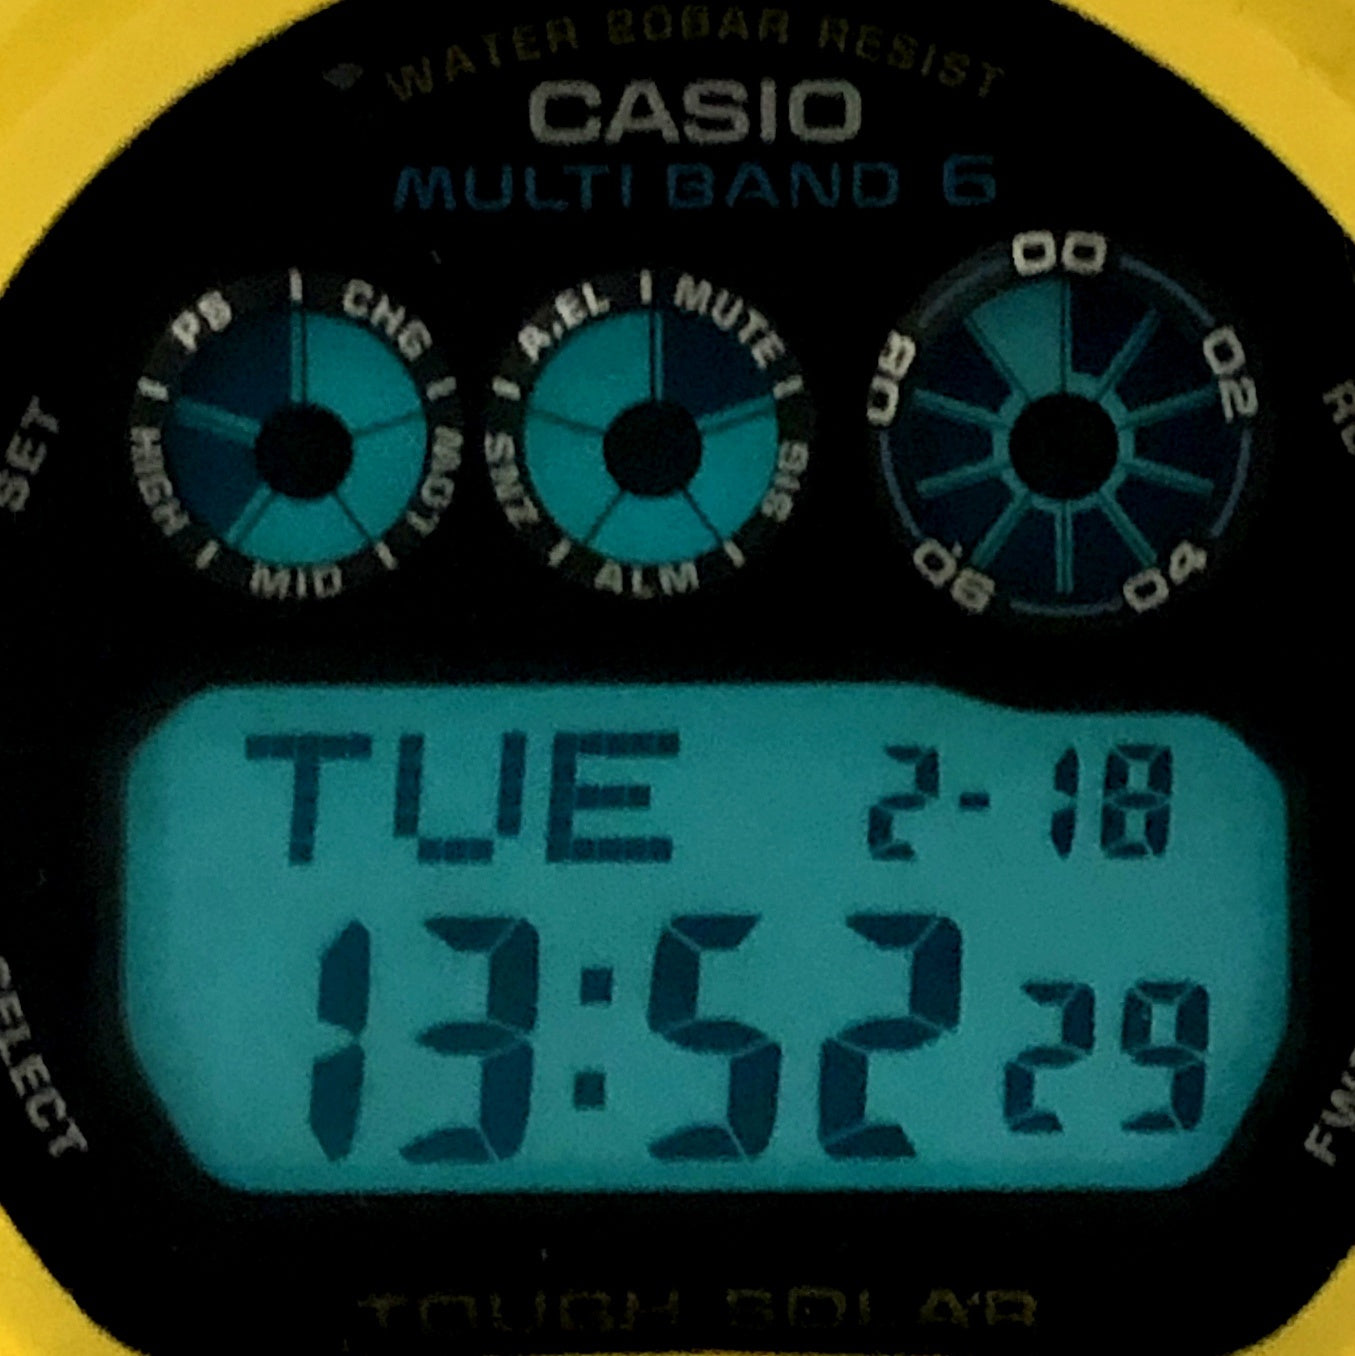 WATER 20BAR RESIST
CASIO
MULTI BAND 6
PS CHG LOW MID HIGH
A.EL MUTE SIG ALM SNZ
00 02 04 06 08
SET
TUE 2-18
13:52 29
SELECT
TOUGH SOLAR